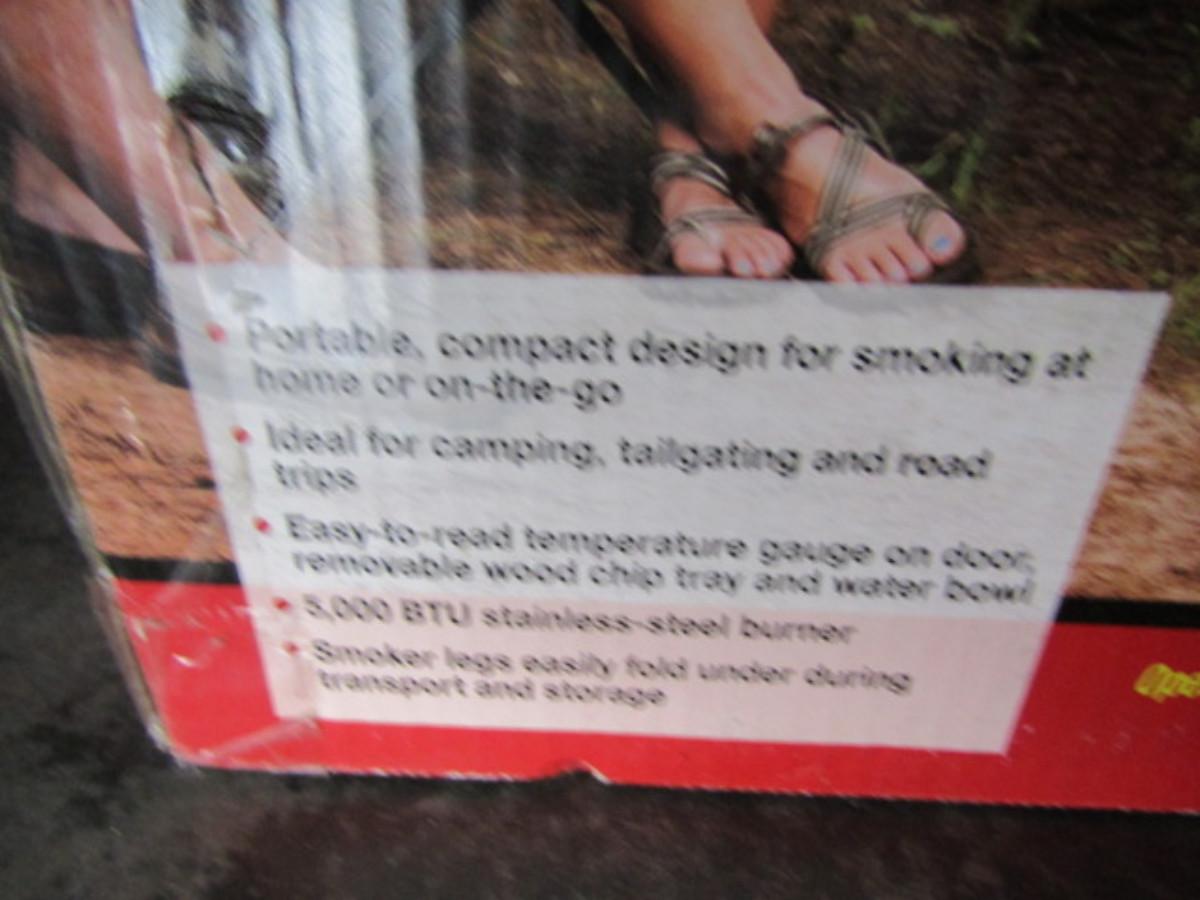 Portable, compact design for smoking at
home or on-the-go
Ideal for camping, tailgating and road
trips
Easy-to-read temperature gauge on door,
removable wood chip tray and water bowl
5,000 BTU stainless-steel burner
Smoker legs easily fold under during
transport and storage